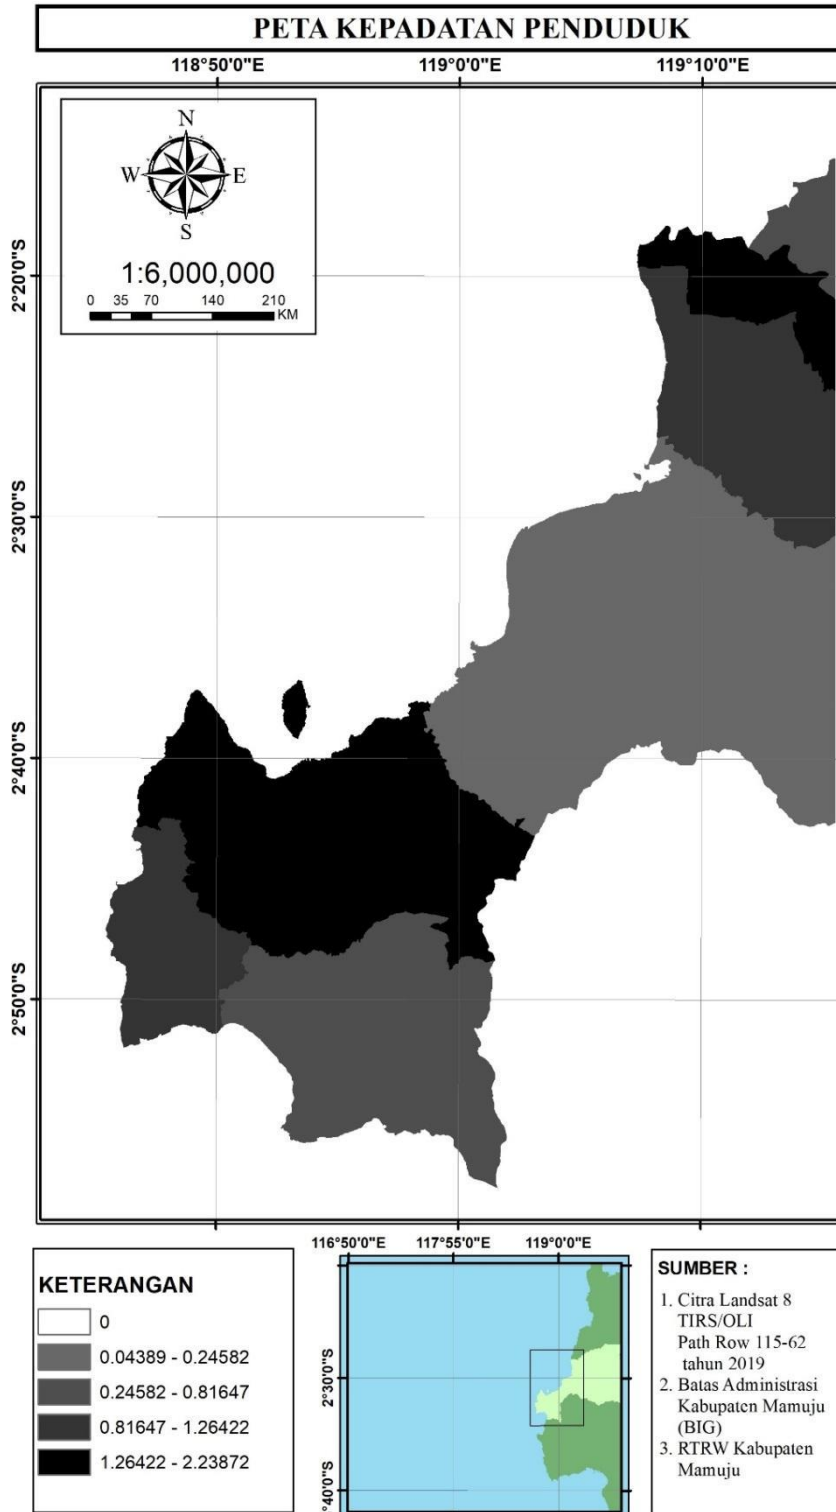 PETA KEPADATAN PENDUDUK
118°50'0"E 119°0'0"E 119°10'0"E
N
W E
S
1:6,000,000
0 35 70 140 210
KM
2°20'0"S
2°30'0"S
2°40'0"S
2°50'0"S
KETERANGAN
0
0.04389 - 0.24582
0.24582 - 0.81647
0.81647 - 1.26422
1.26422 - 2.23872
116°50'0"E 117°55'0"E 119°0'0"E
2°30'0"S
°40'0"S
SUMBER :
1. Citra Landsat 8
TIRS/OLI
Path Row 115-62
tahun 2019
2. Batas Administrasi
Kabupaten Mamuju
(BIG)
3. RTRW Kabupaten
Mamuju